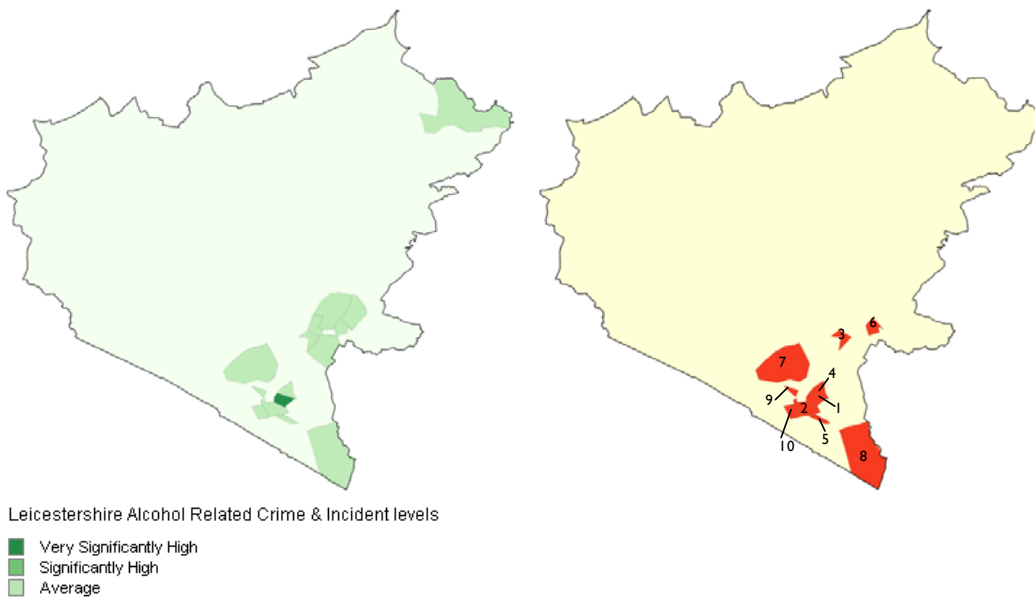 6
3
7
4
9
2
1
10
5
8
Leicestershire Alcohol Related Crime & Incident levels
Very Significantly High
Significantly High
Average